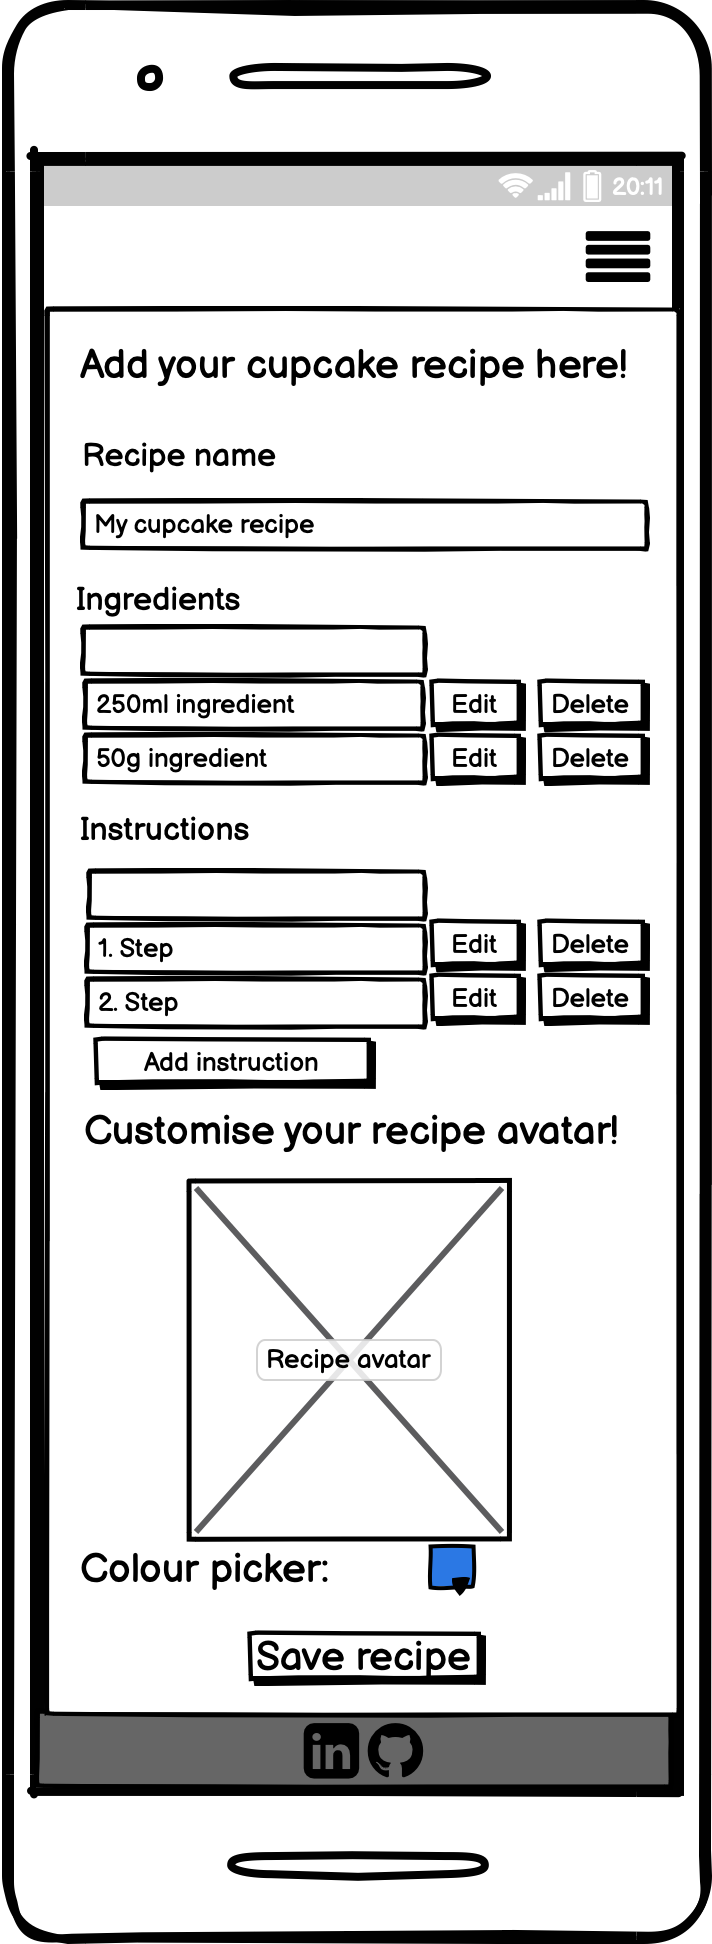 20:11
Add your cupcake recipe here!
Recipe name
My cupcake recipe
Ingredients
250ml ingredient Edit Delete
50g ingredient Edit Delete
Instructions
1. Step Edit Delete
2. Step Edit Delete
Add instruction
Customise your recipe avatar!
Recipe avatar
Colour picker:
Save recipe
in